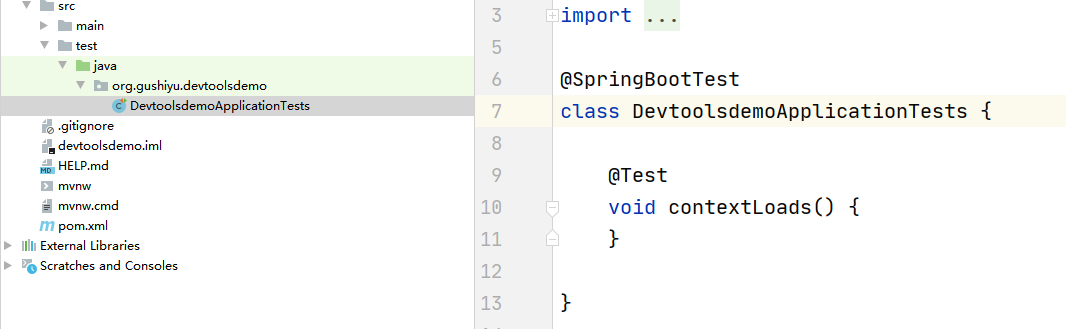 src
main
test
java
org.gushiyu.devtoolsdemo
DevtoolsdemoApplicationTests
.gitignore
devtoolsdemo.iml
HELP.md
mvnw
mvnw.cmd
pom.xml
External Libraries
Scratches and Consoles
3 import ...
5
6 @SpringBootTest
7 class DevtoolsdemoApplicationTests {
8
9 @Test
10 void contextLoads() {
11 }
12
13 }